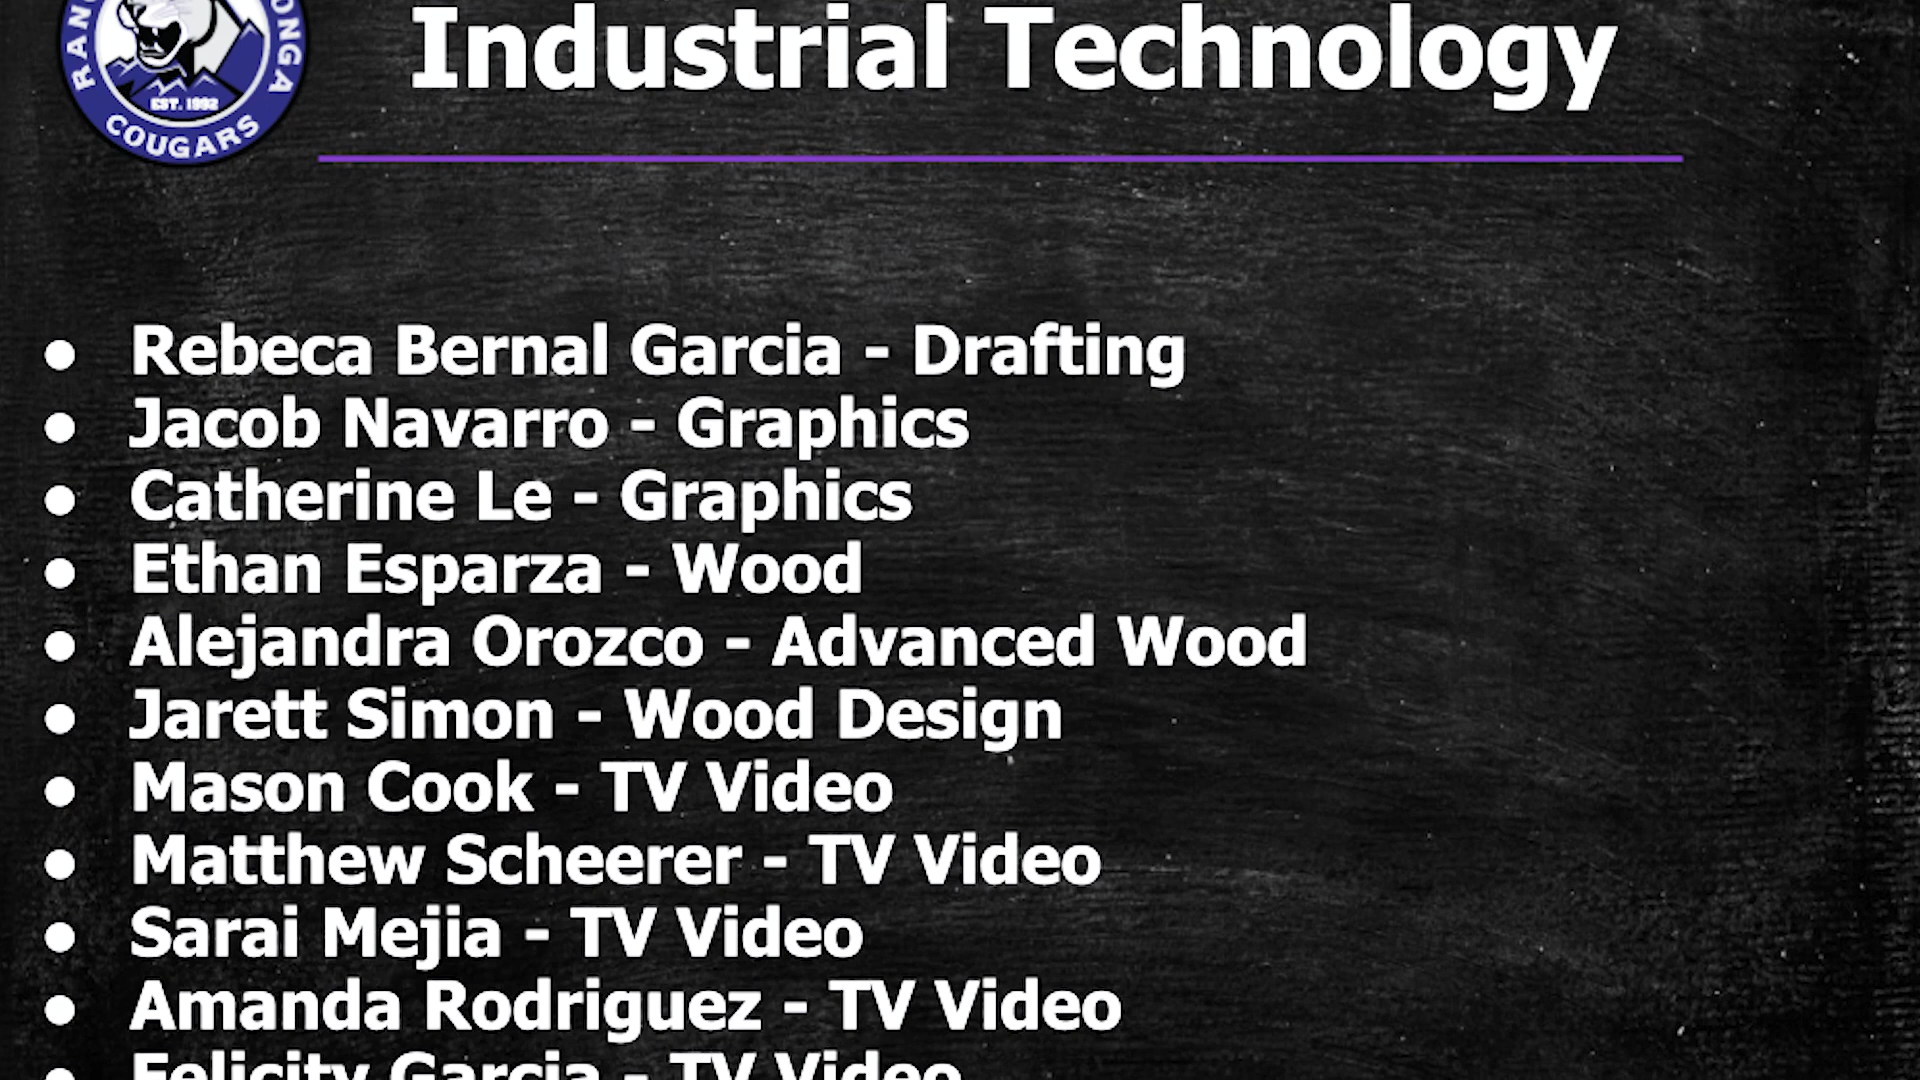 Industrial Technology
EST. 1992
COUGARS
● Rebeca Bernal Garcia - Drafting
● Jacob Navarro - Graphics
● Catherine Le - Graphics
● Ethan Esparza - Wood
● Alejandra Orozco - Advanced Wood
● Jarett Simon - Wood Design
● Mason Cook - TV Video
● Matthew Scheerer - TV Video
● Sarai Mejia - TV Video
● Amanda Rodriguez - TV Video
● Felicity Garcia - TV Video